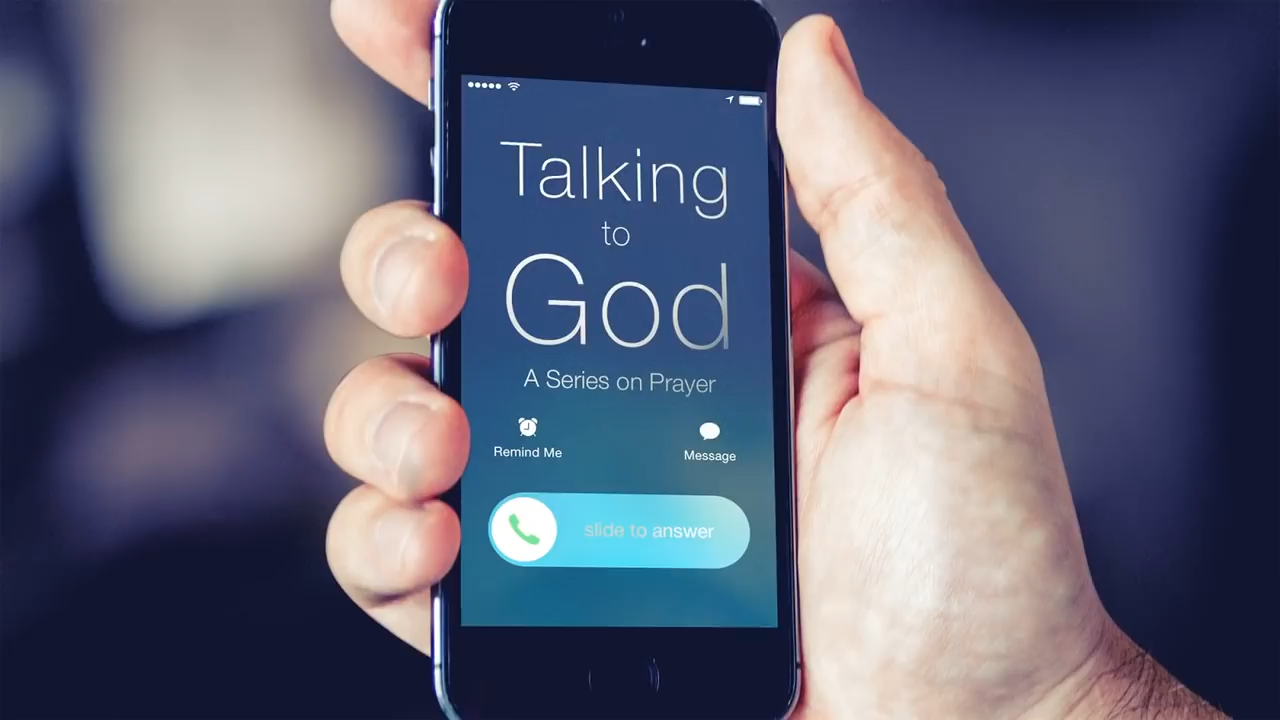 Talking
to
God
A Series on Prayer
Remind Me
Message
slide to answer